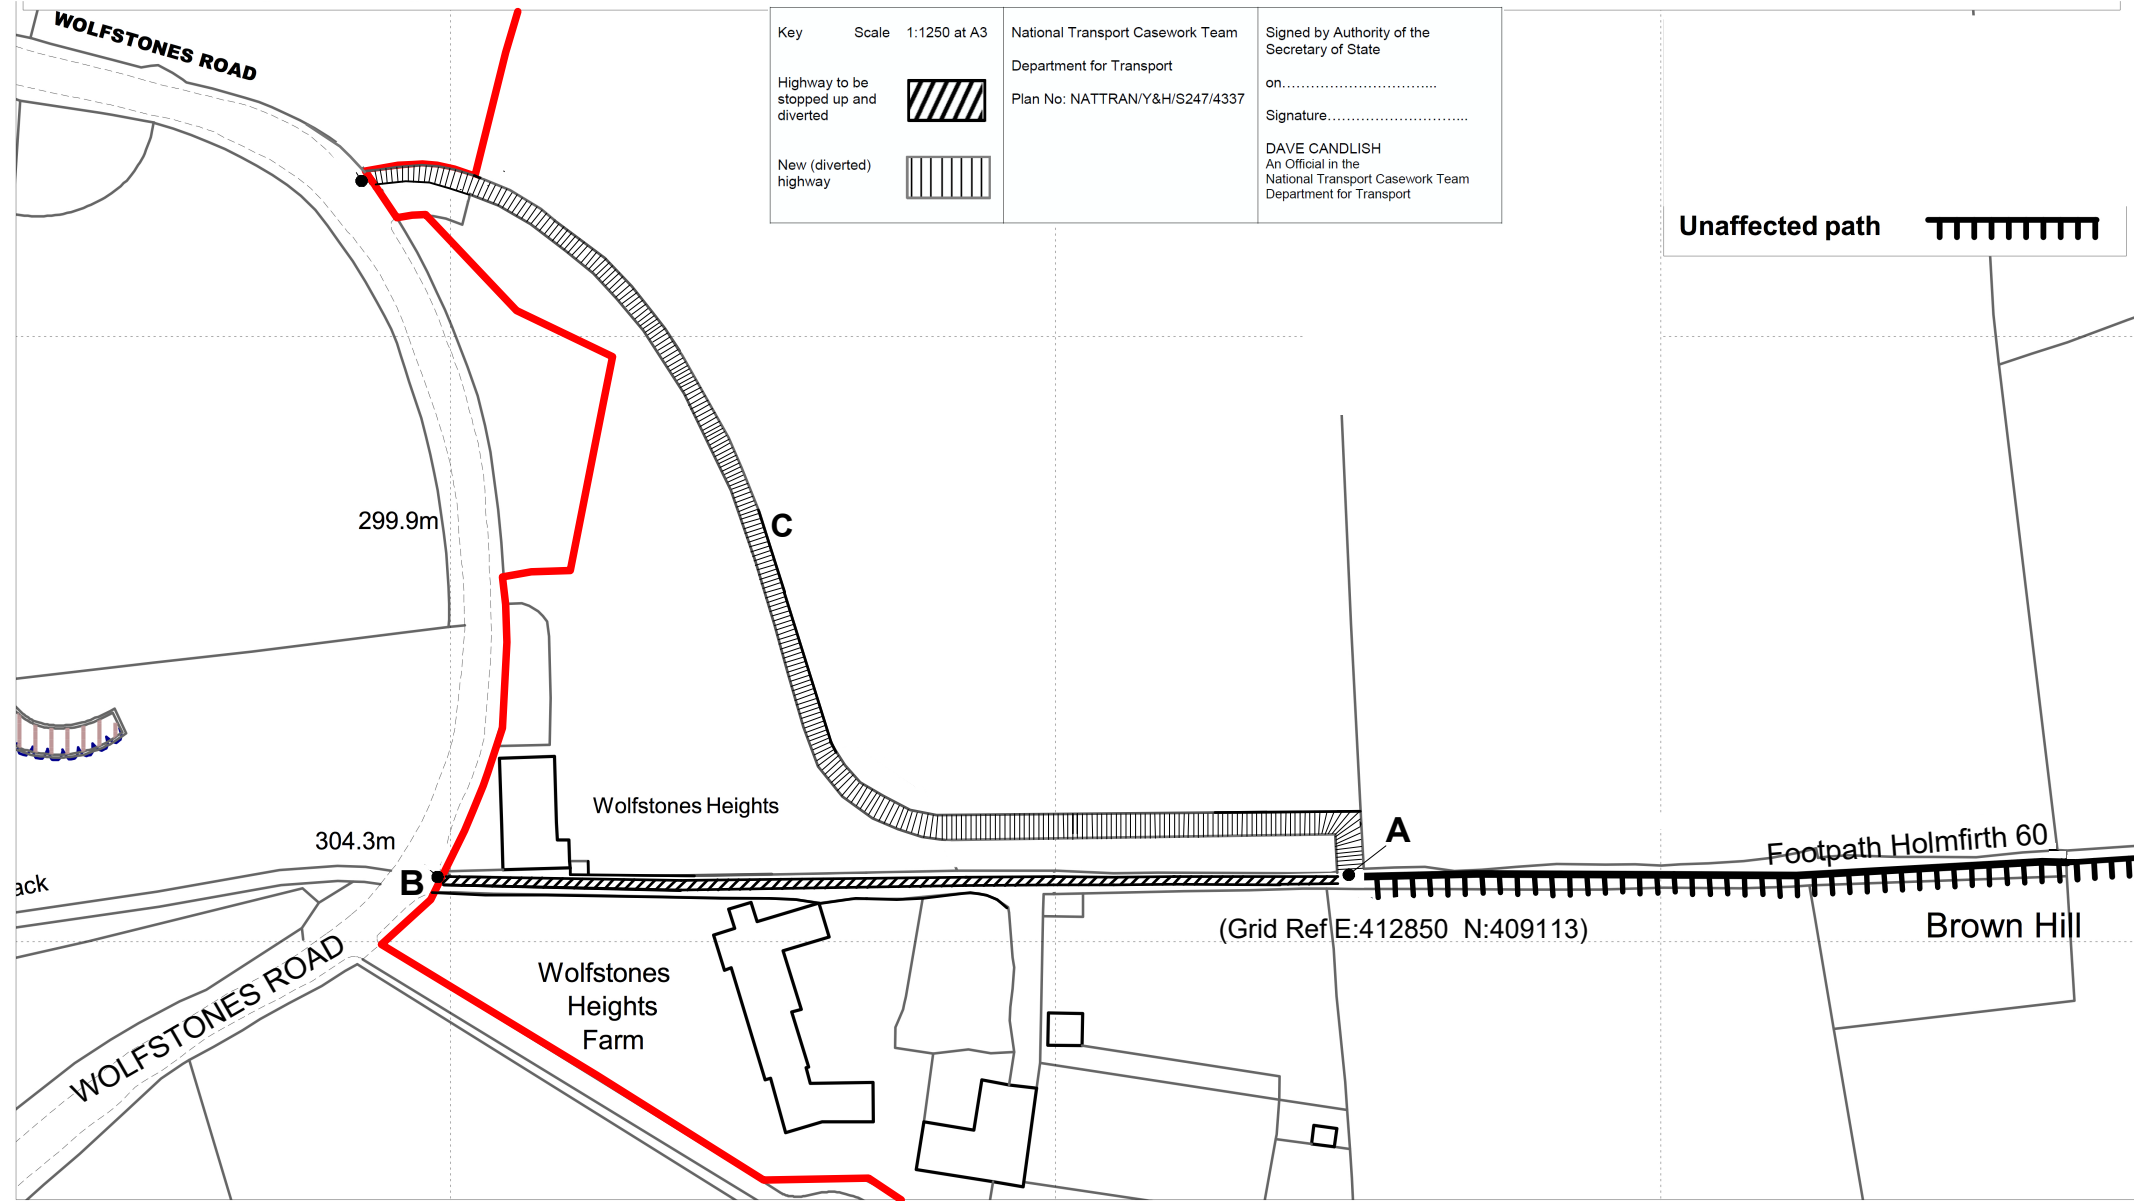 WOLFSTONES ROAD
Key Scale 1:1250 at A3
Highway to be
stopped up and
diverted
New (diverted)
highway
National Transport Casework Team
Department for Transport
Plan No: NATTRAN/Y&H/S247/4337
Signed by Authority of the
Secretary of State
on................................
Signature..............................
DAVE CANDLISH
An Official in the
National Transport Casework Team
Department for Transport
Unaffected path
299.9m
C
Wolfstones Heights
304.3m
A
Footpath Holmfirth 60
B
ack
(Grid Ref E:412850 N:409113)
Brown Hill
WOLFSTONES ROAD
Wolfstones
Heights
Farm